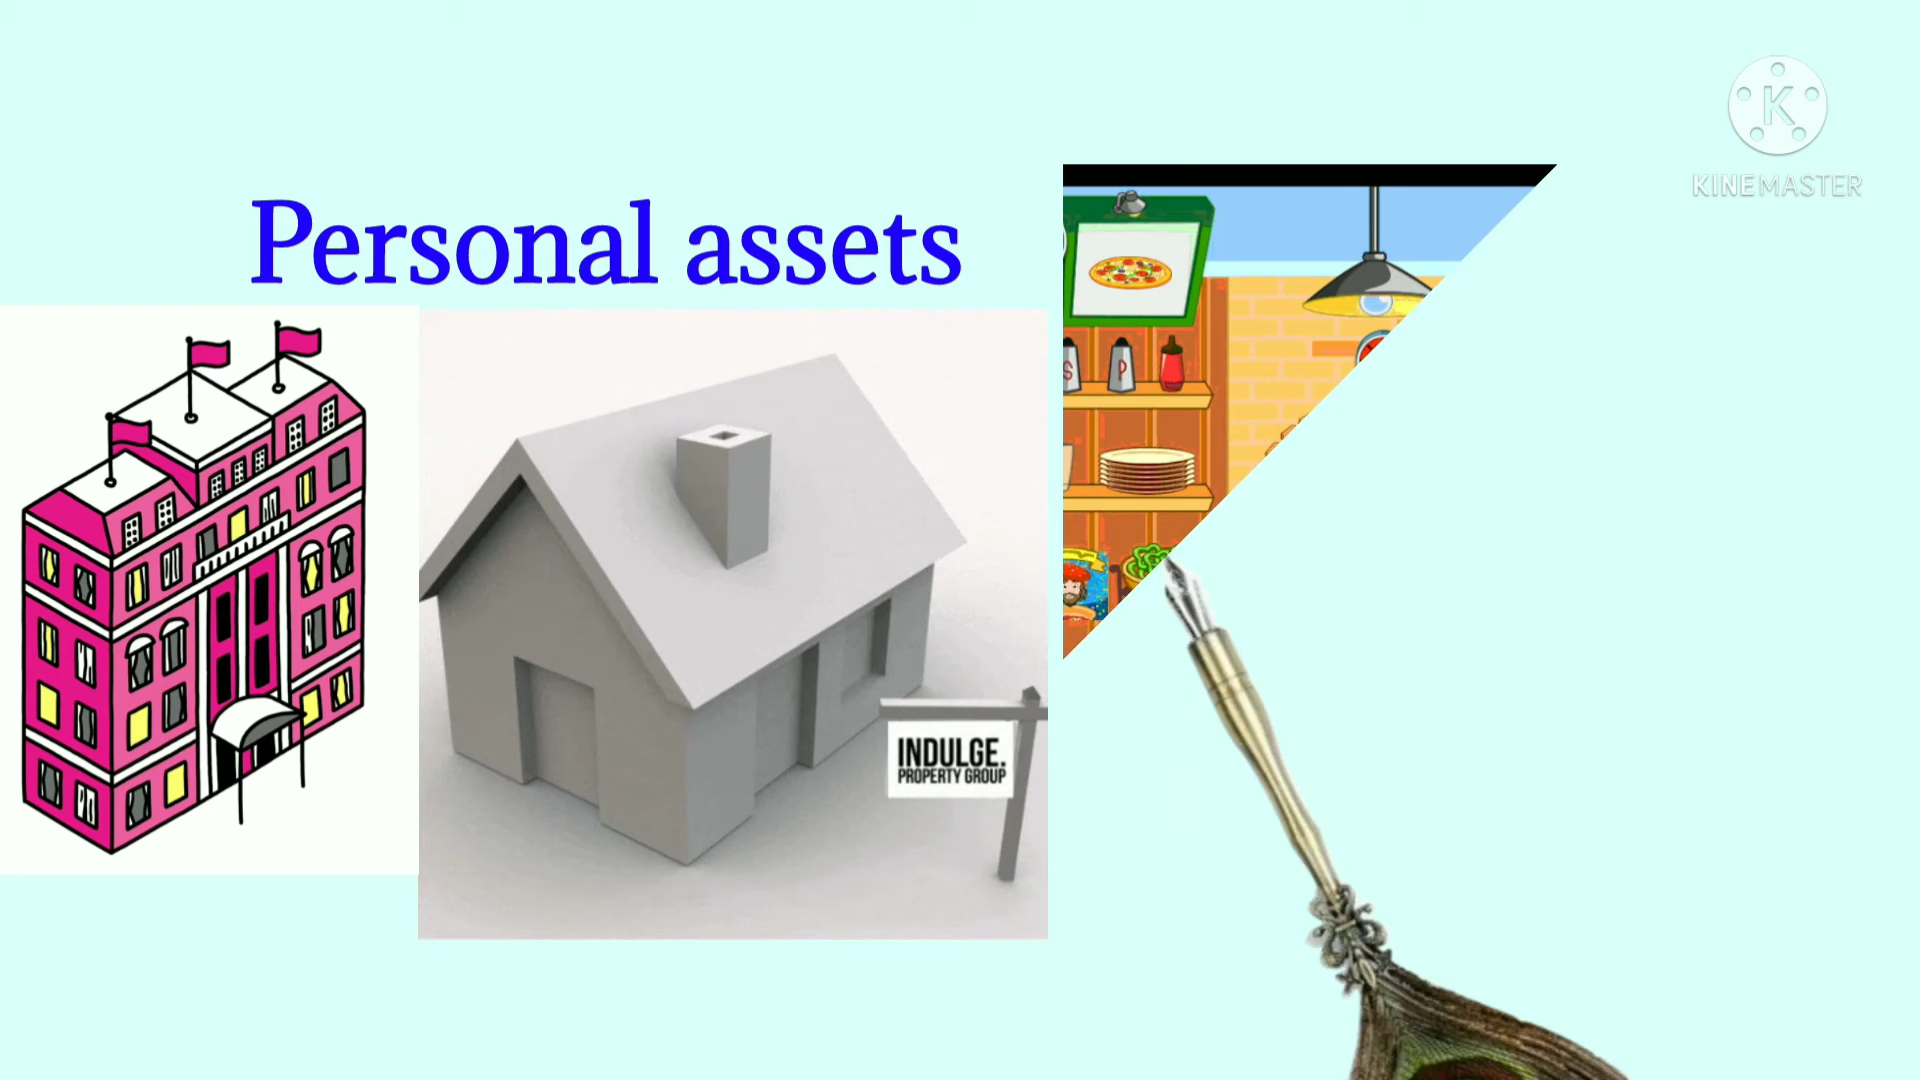 Personal assets
K
KINEMASTER
S
P
INDULGE.
PROPERTY GROUP